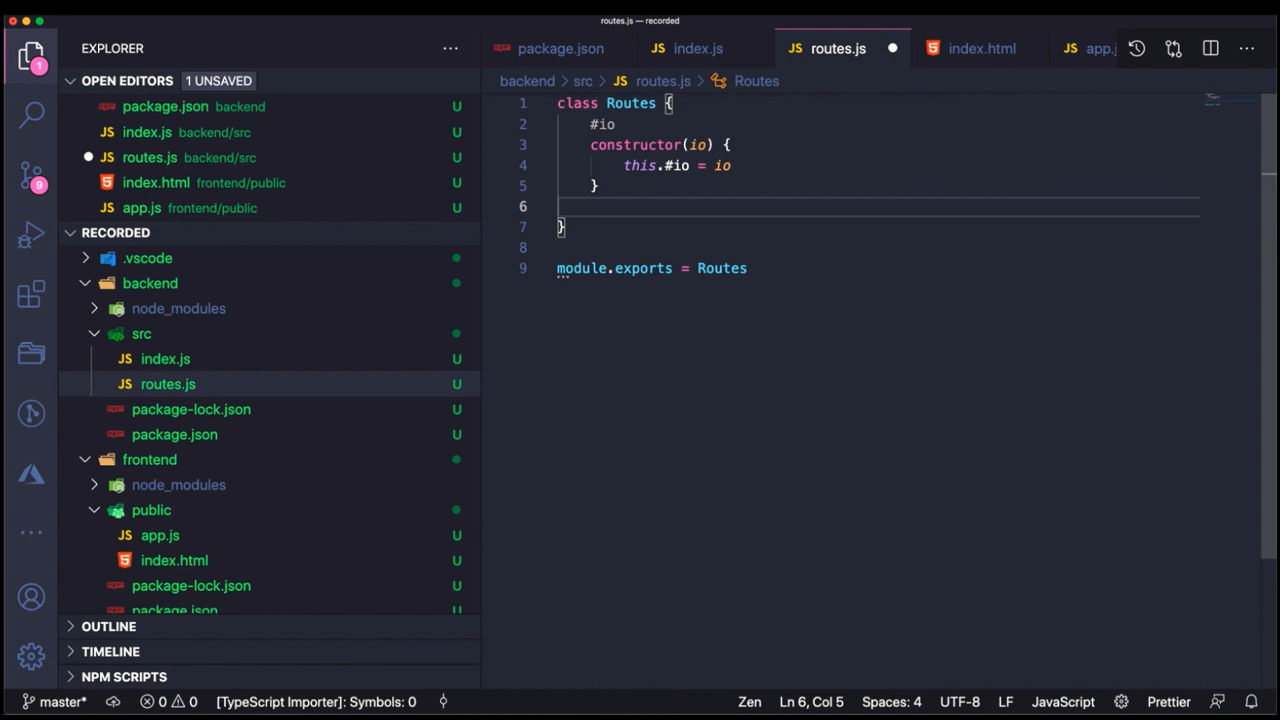 routes.js — recorded
EXPLORER
package.json
index.js
routes.js
index.html
app.j
OPEN EDITORS 1 UNSAVED
package.json backend U
index.js backend/src U
routes.js backend/src U
index.html frontend/public U
app.js frontend/public U
RECORDED
.vscode
backend
node_modules
src
index.js U
routes.js U
package-lock.json U
package.json U
frontend
node_modules
public
app.js U
index.html U
package-lock.json U
package.json U
OUTLINE
TIMELINE
NPM SCRIPTS
1
9
backend > src > JS routes.js > Routes
1 class Routes {
2 #io
3 constructor(io) {
4 this.#io = io
5 }
6
7 }
8
9 module.exports = Routes
master* 0 0 [TypeScript Importer]: Symbols: 0 Zen Ln 6, Col 5 Spaces: 4 UTF-8 LF JavaScript Prettier